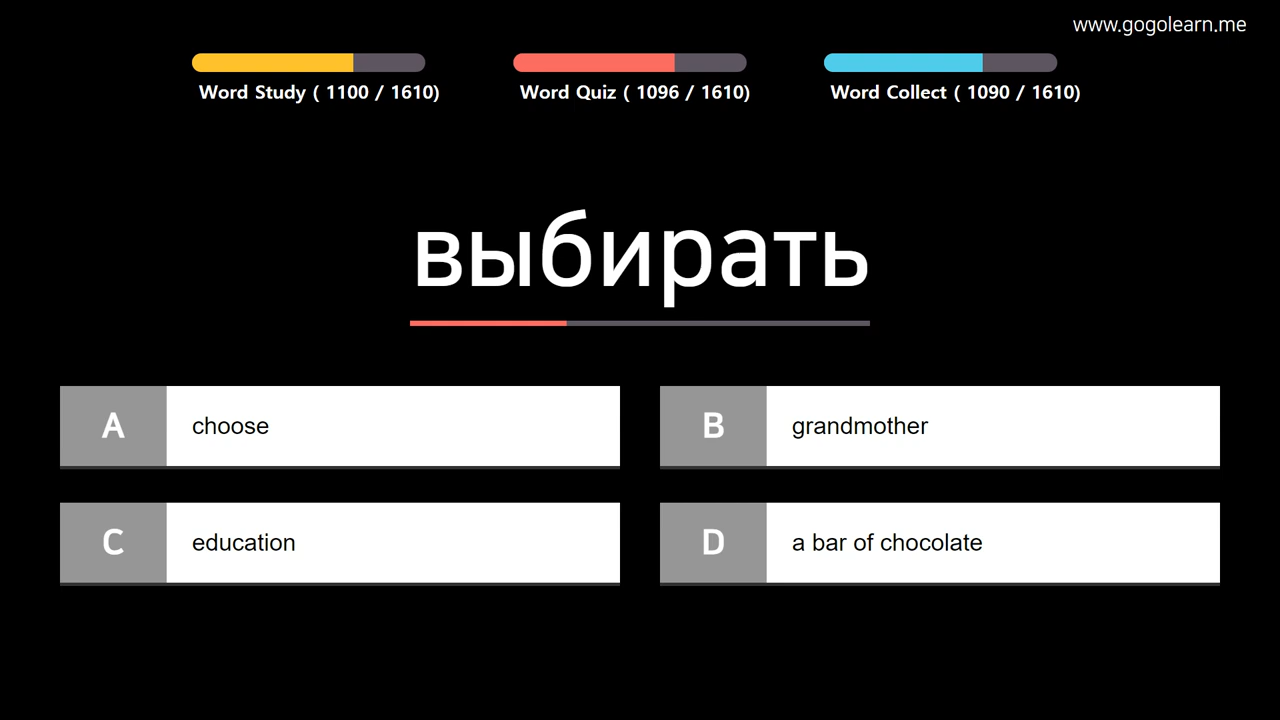 www.gogolearn.me
Word Study ( 1100 / 1610)
Word Quiz ( 1096 / 1610)
Word Collect ( 1090 / 1610)
выбирать
A choose
B grandmother
C education
D a bar of chocolate